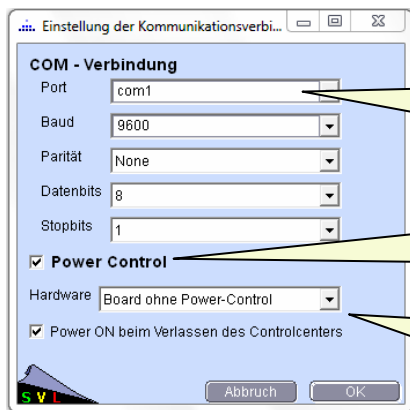 Einstellung der Kommunikationsverbi...
COM - Verbindung
Port com1
Baud 9600
Parität None
Datenbits 8
Stopbits 1
Power Control
Hardware Board ohne Power-Control
Power ON beim Verlassen des Controlcenters
S V L
Abbruch OK